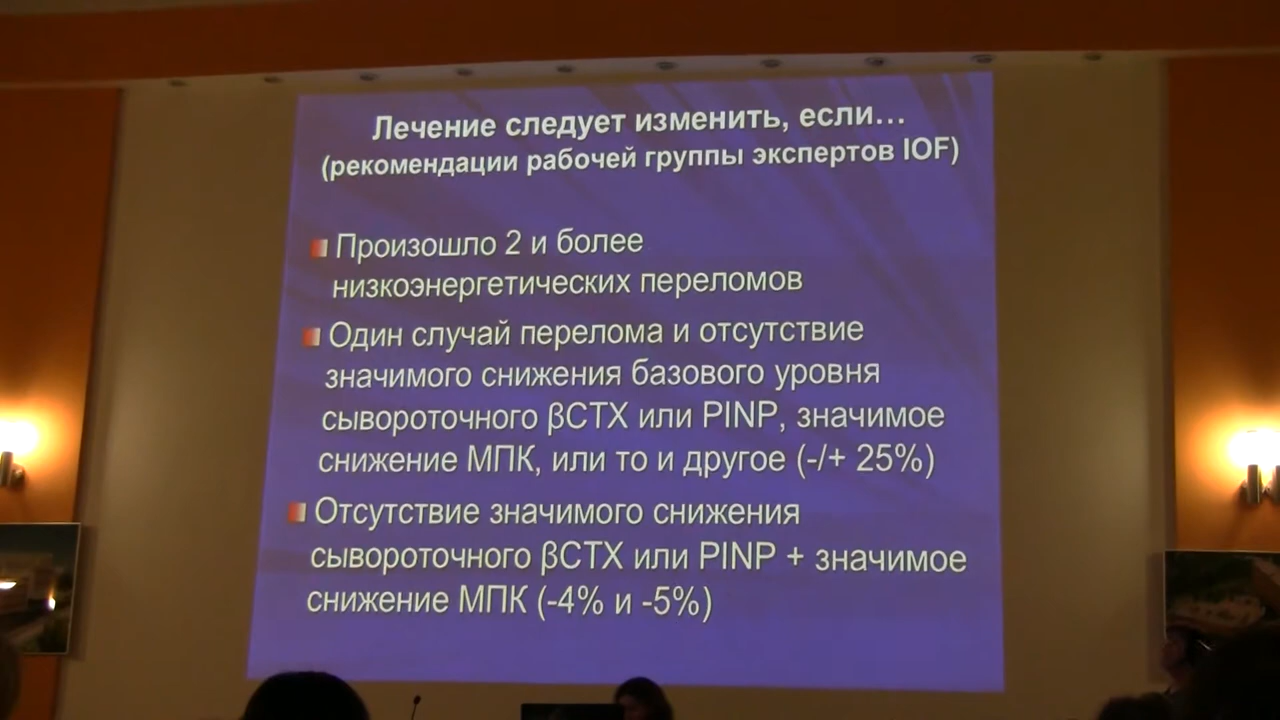 Лечение следует изменить, если...
(рекомендации рабочей группы экспертов IOF)
Произошло 2 и более
низкоэнергетических переломов
Один случай перелома и отсутствие
значимого снижения базового уровня
сывороточного βCTX или PINP, значимое
снижение МПК, или то и другое (-/+ 25%)
Отсутствие значимого снижения
сывороточного βCTX или PINP + значимое
снижение МПК (-4% и -5%)